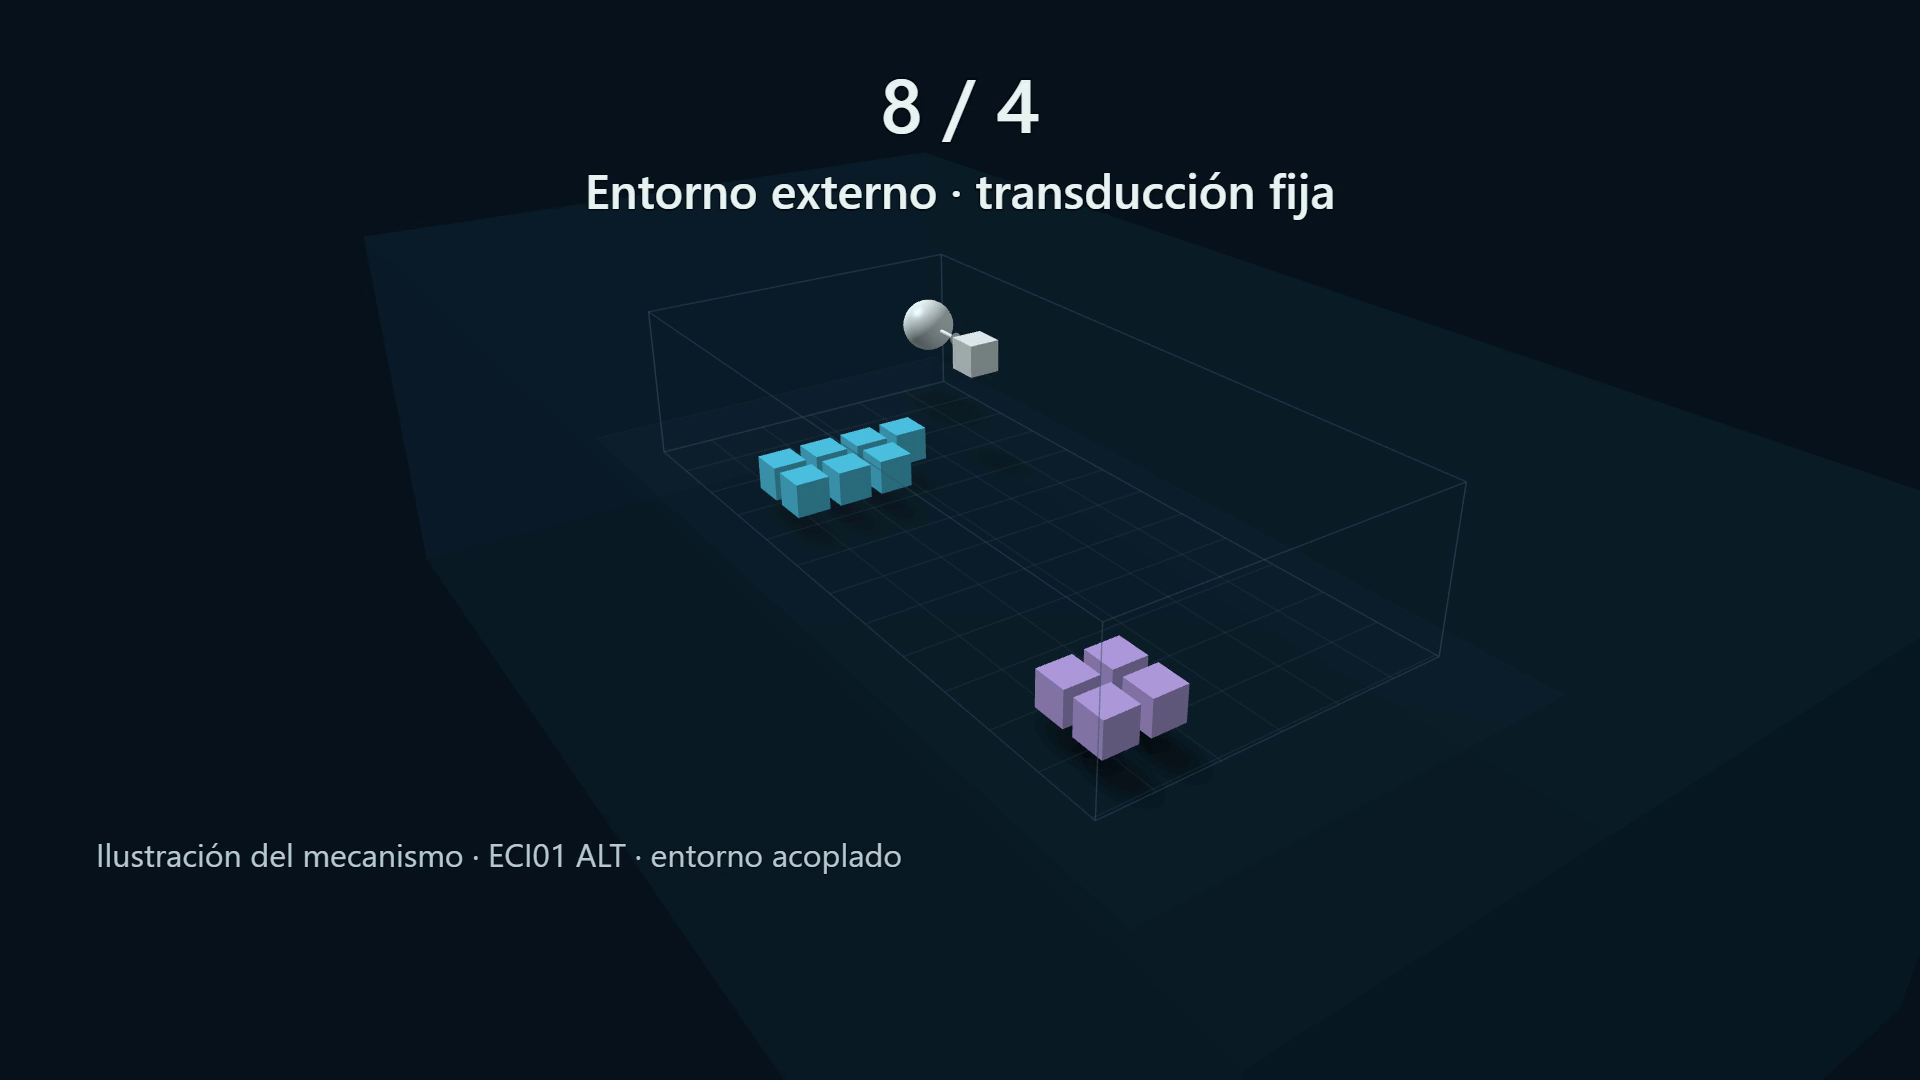 8 / 4
Entorno externo · transducción fija
Ilustración del mecanismo · ECI01 ALT · entorno acoplado